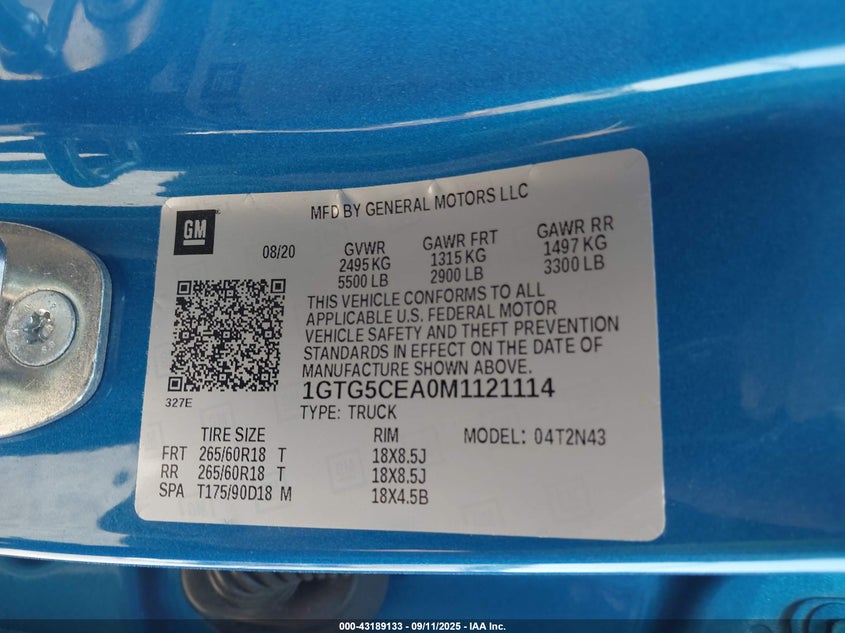 MFD BY GENERAL MOTORS LLC
GM
08/20
GVWR
2495 KG
5500 LB
GAWR FRT
1315 KG
2900 LB
GAWR RR
1497 KG
3300 LB
THIS VEHICLE CONFORMS TO ALL
APPLICABLE U.S. FEDERAL MOTOR
VEHICLE SAFETY AND THEFT PREVENTION
STANDARDS IN EFFECT ON THE DATE OF
MANUFACTURE SHOWN ABOVE.
327E
1GTG5CEA0M1121114
TYPE: TRUCK
TIRE SIZE RIM MODEL: 04T2N43
FRT 265/60R18 T 18X8.5J
RR 265/60R18 T 18X8.5J
SPA T175/90D18 M 18X4.5B
000-43189133 - 09/11/2025 - IAA Inc.